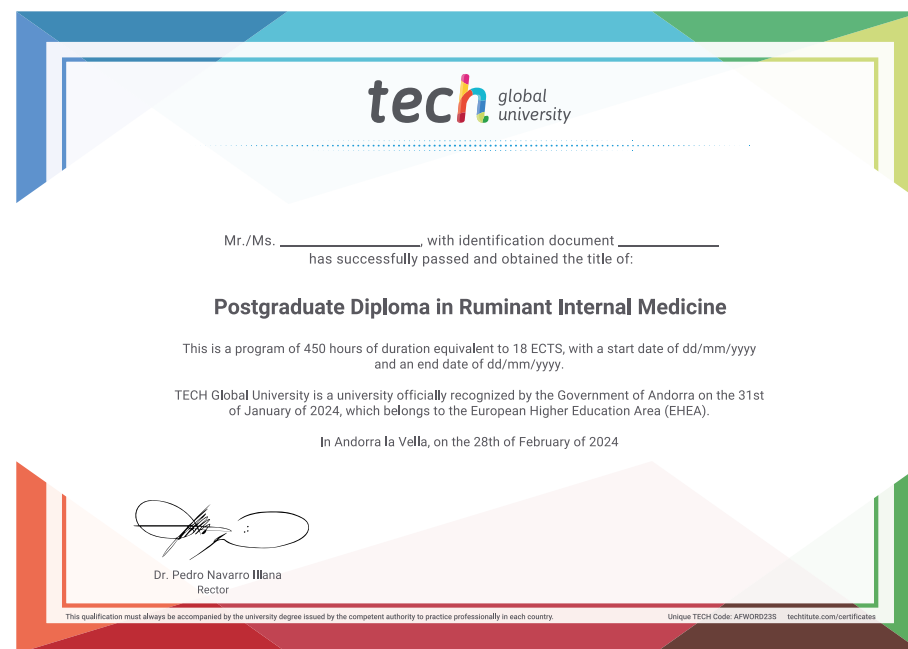 tech global university
Mr./Ms. ____________________, with identification document ______________
has successfully passed and obtained the title of:
Postgraduate Diploma in Ruminant Internal Medicine
This is a program of 450 hours of duration equivalent to 18 ECTS, with a start date of dd/mm/yyyy
and an end date of dd/mm/yyyy.
TECH Global University is a university officially recognized by the Government of Andorra on the 31st
of January of 2024, which belongs to the European Higher Education Area (EHEA).
In Andorra la Vella, on the 28th of February of 2024
Dr. Pedro Navarro Illana
Rector
This qualification must always be accompanied by the university degree issued by the competent authority to practice professionally in each country.
Unique TECH Code: AFWORD23S techtitute.com/certificates